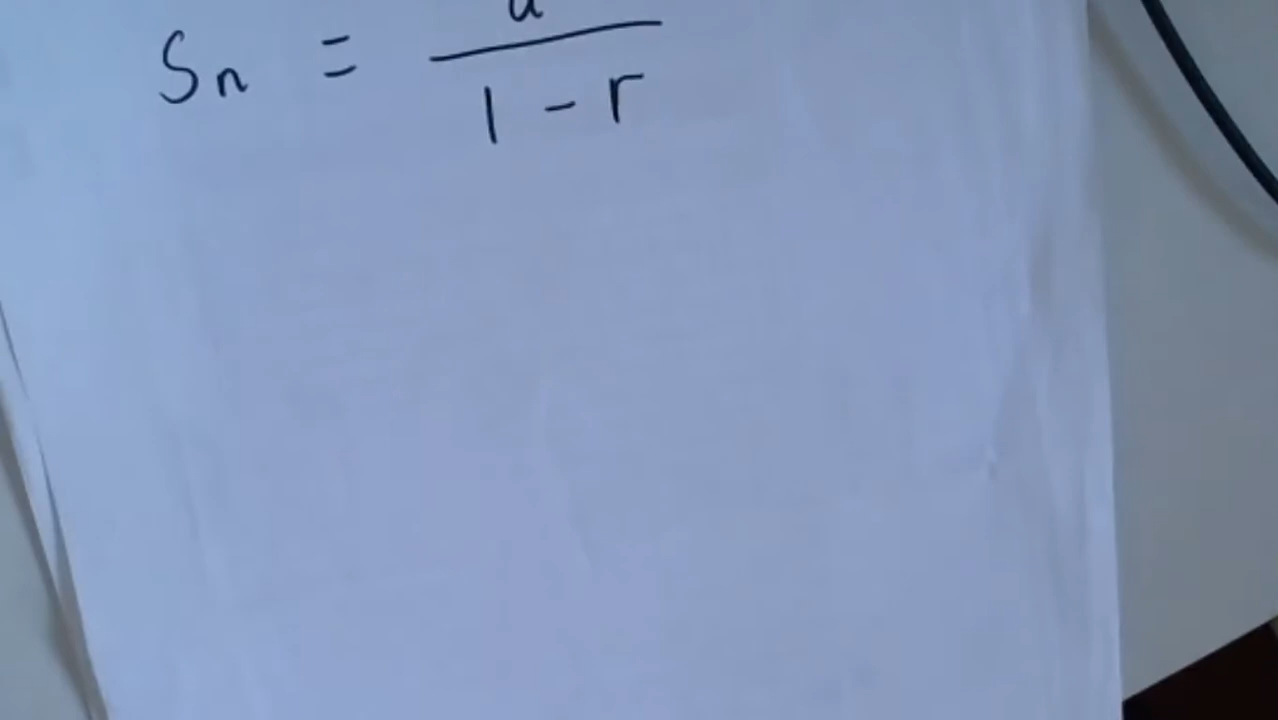 Sn = a / 1 - r